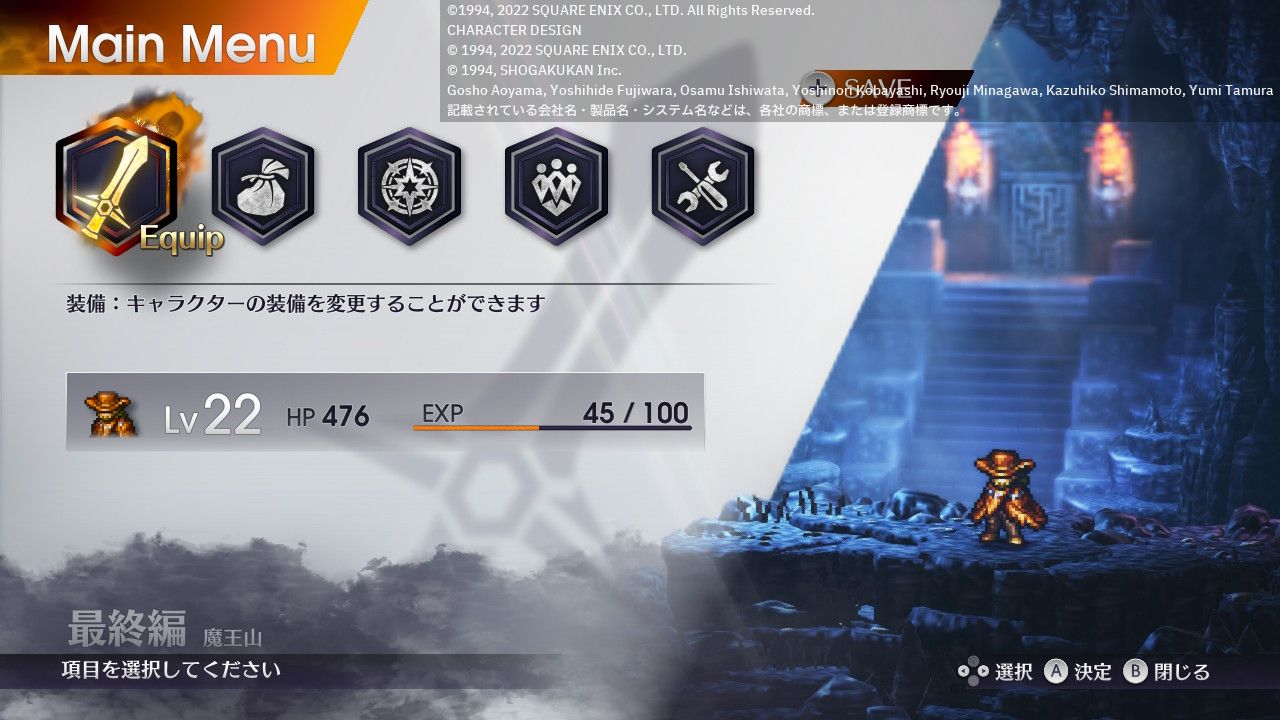 Main Menu
©1994, 2022 SQUARE ENIX CO., LTD. All Rights Reserved.
CHARACTER DESIGN
© 1994, 2022 SQUARE ENIX CO., LTD.
© 1994, SHOGAKUKAN Inc.
SAVE
Gosho Aoyama, Yoshihide Fujiwara, Osamu Ishiwata, Yoshinori Kobayashi, Ryouji Minagawa, Kazuhiko Shimamoto, Yumi Tamura
記載されている会社名・製品名・システム名などは、各社の商標、または登録商標です。
Equip
装備：キャラクターの装備を変更することができます
Lv 22 HP 476 EXP 45 / 100
最終編 魔王山
項目を選択してください
選択 A 決定 B 閉じる